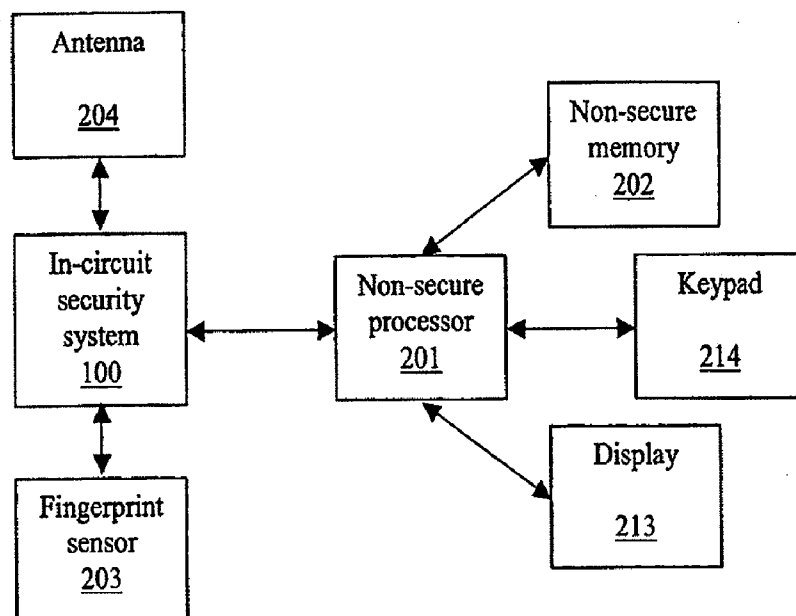 Antenna
204
Non-secure
memory
202
In-circuit
security
system
100
Non-secure
processor
201
Keypad
214
Fingerprint
sensor
203
Display
213